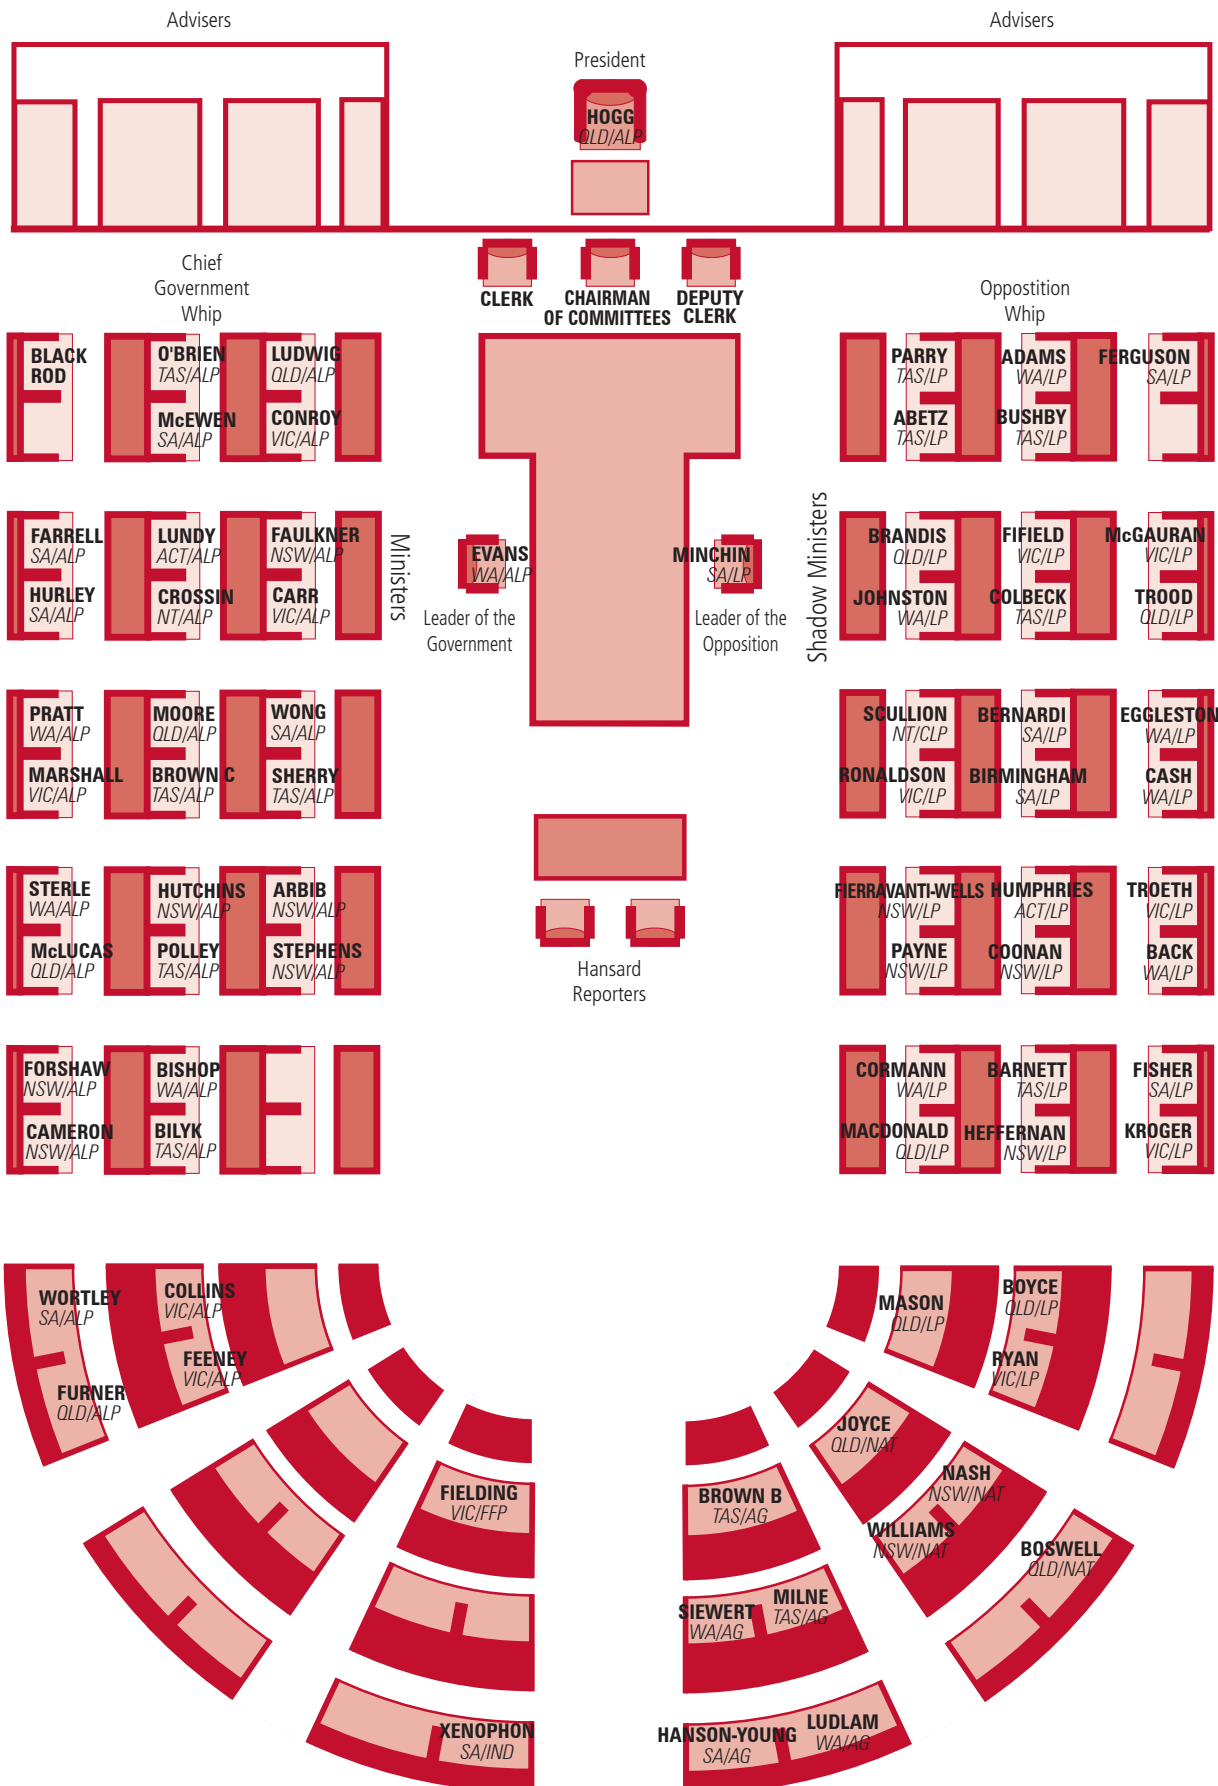 Advisers
Advisers
President
HOGG
QLD/ALP
CLERK
CHAIRMAN
OF COMMITTEES
DEPUTY
CLERK
Chief
Government
Whip
Oppostition
Whip
BLACK
ROD
O'BRIEN
TAS/ALP
McEWEN
SA/ALP
LUDWIG
QLD/ALP
CONROY
VIC/ALP
PARRY
TAS/LP
ABETZ
TAS/LP
ADAMS
WA/LP
BUSHBY
TAS/LP
FERGUSON
SA/LP
FARRELL
SA/ALP
HURLEY
SA/ALP
LUNDY
ACT/ALP
CROSSIN
NT/ALP
FAULKNER
NSW/ALP
CARR
VIC/ALP
Ministers
EVANS
WA/ALP
Leader of the
Government
MINCHIN
SA/LP
Leader of the
Opposition
Shadow Ministers
BRANDIS
QLD/LP
JOHNSTON
WA/LP
FIFIELD
VIC/LP
COLBECK
TAS/LP
McGAURAN
VIC/LP
TROOD
QLD/LP
PRATT
WA/ALP
MARSHALL
VIC/ALP
MOORE
QLD/ALP
BROWN C
TAS/ALP
WONG
SA/ALP
SHERRY
TAS/ALP
SCULLION
NT/CLP
RONALDSON
VIC/LP
BERNARDI
SA/LP
BIRMINGHAM
SA/LP
EGGLESTON
WA/LP
CASH
WA/LP
STERLE
WA/ALP
McLUCAS
QLD/ALP
HUTCHINS
NSW/ALP
POLLEY
TAS/ALP
ARBIB
NSW/ALP
STEPHENS
NSW/ALP
Hansard
Reporters
FIERRAVANTI-WELLS
NSW/LP
PAYNE
NSW/LP
HUMPHRIES
ACT/LP
COONAN
NSW/LP
TROETH
VIC/LP
BACK
WA/LP
FORSHAW
NSW/ALP
CAMERON
NSW/ALP
BISHOP
WA/ALP
BILYK
TAS/ALP
CORMANN
WA/LP
MACDONALD
QLD/LP
BARNETT
TAS/LP
HEFFERNAN
NSW/LP
FISHER
SA/LP
KROGER
VIC/LP
WORTLEY
SA/ALP
FURNER
QLD/ALP
COLLINS
VIC/ALP
FEENEY
VIC/ALP
MASON
QLD/LP
BOYCE
QLD/LP
RYAN
VIC/LP
JOYCE
QLD/NAT
NASH
NSW/NAT
WILLIAMS
NSW/NAT
BOSWELL
QLD/NAT
FIELDING
VIC/FFP
BROWN B
TAS/AG
SIEWERT
WA/AG
MILNE
TAS/AG
XENOPHON
SA/IND
HANSON-YOUNG
SA/AG
LUDLAM
WA/AG